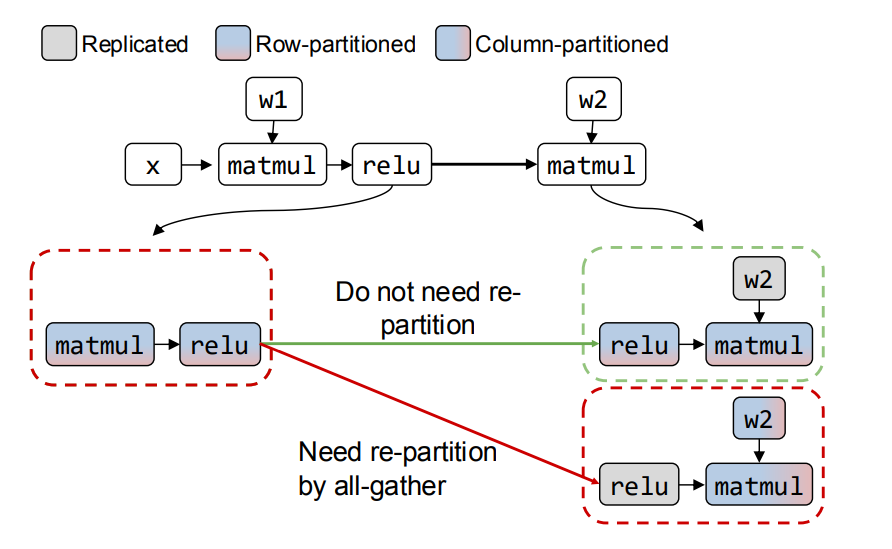 Replicated
Row-partitioned
Column-partitioned
w1
w2
x
matmul
relu
matmul
Do not need re-
partition
w2
matmul
relu
relu
matmul
Need re-partition
by all-gather
w2
relu
matmul